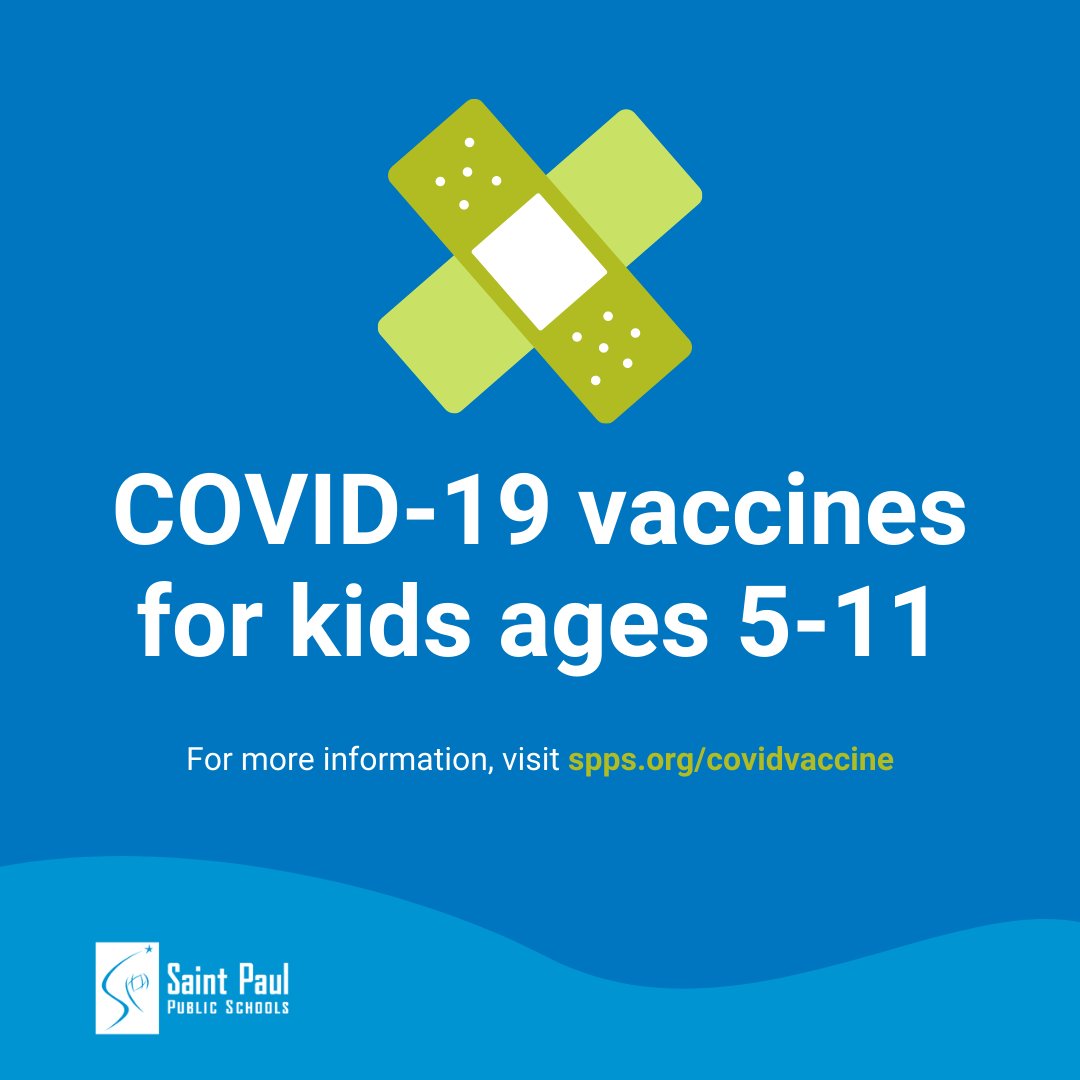 COVID-19 vaccines
for kids ages 5-11
For more information, visit spps.org/covidvaccine
Saint Paul
Public Schools